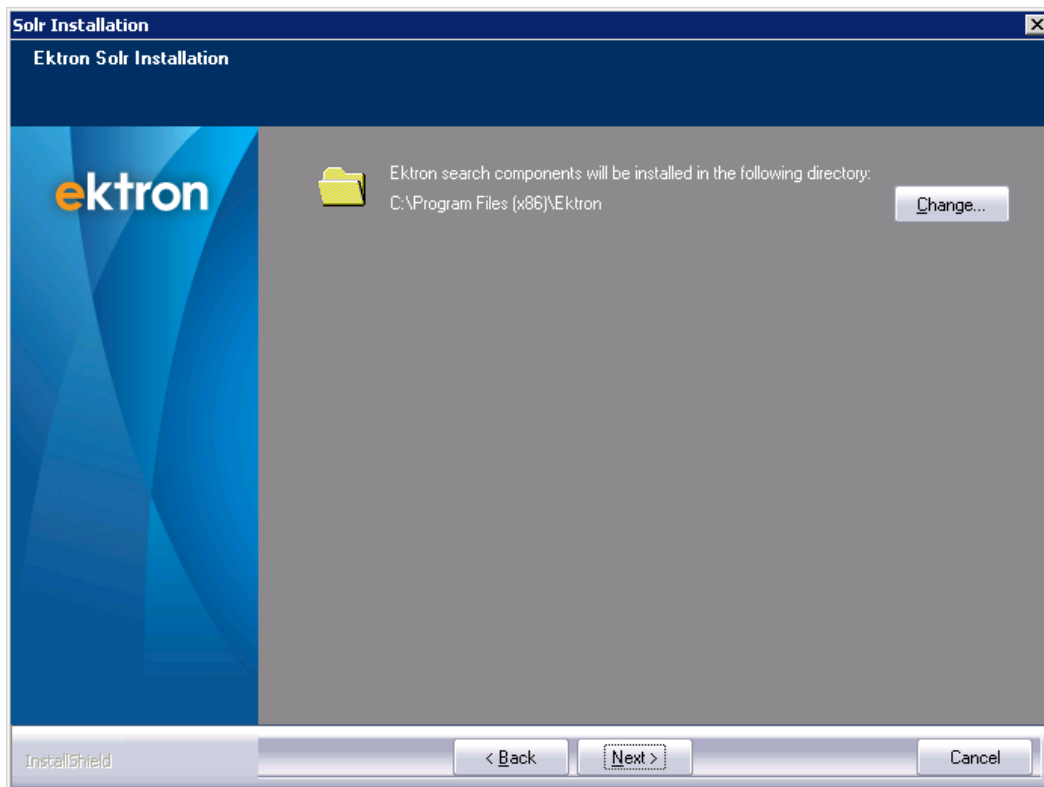 Solr Installation
Ektron Solr Installation
ektron
Ektron search components will be installed in the following directory:
C:\Program Files (x86)\Ektron
Change...
InstallShield
< Back
Next >
Cancel